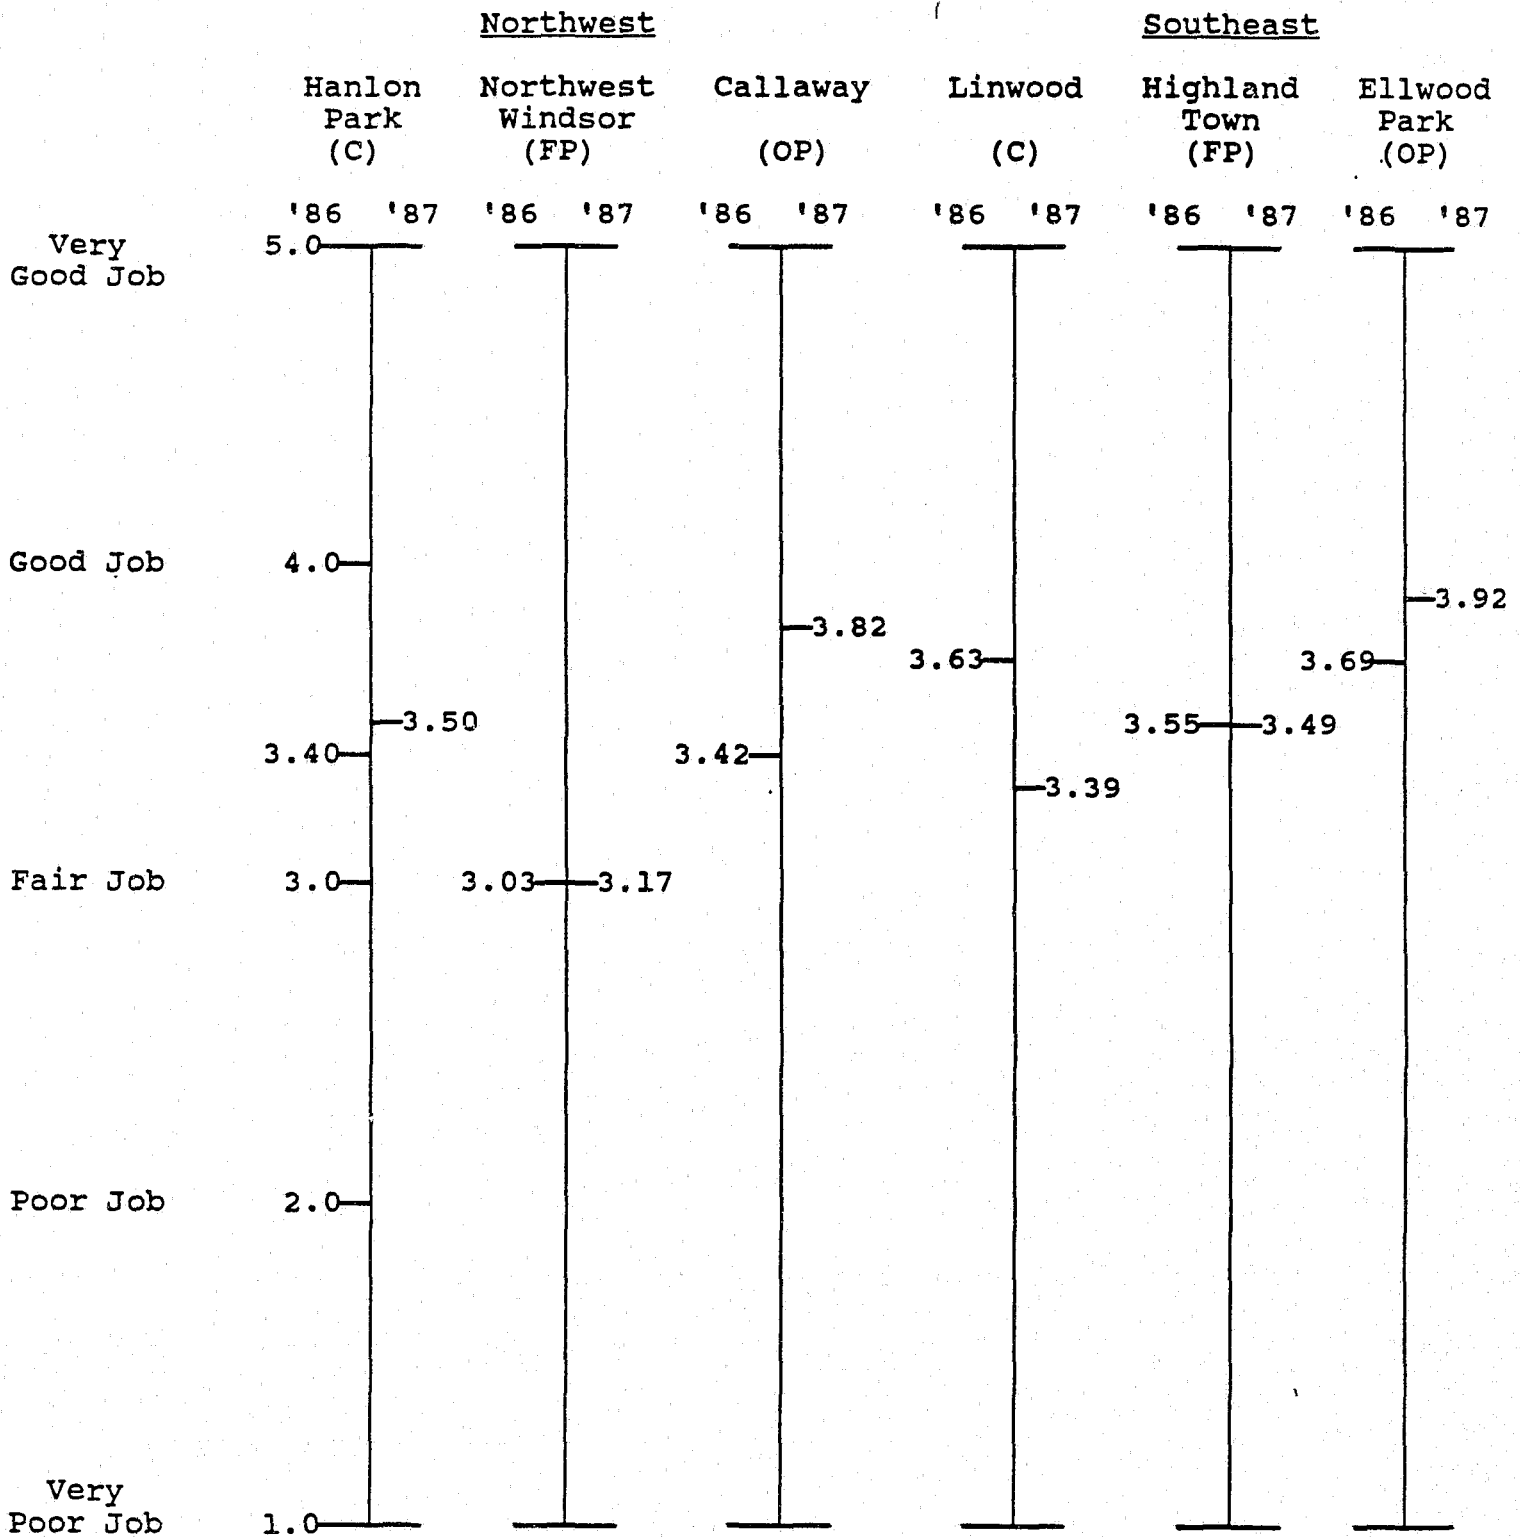 Northwest Southeast
Hanlon Northwest Callaway Linwood Highland Ellwood
Park Windsor Town Park
(C) (FP) (OP) (C) (FP) (OP)
'86 '87 '86 '87 '86 '87 '86 '87 '86 '87 '86 '87
Very 5.0
Good Job
Good Job 4.0
3.92
3.82
3.63 3.69
3.50 3.55 3.49
3.40 3.42
3.39
Fair Job 3.0 3.03 3.17
Poor Job 2.0
Very
Poor Job 1.0